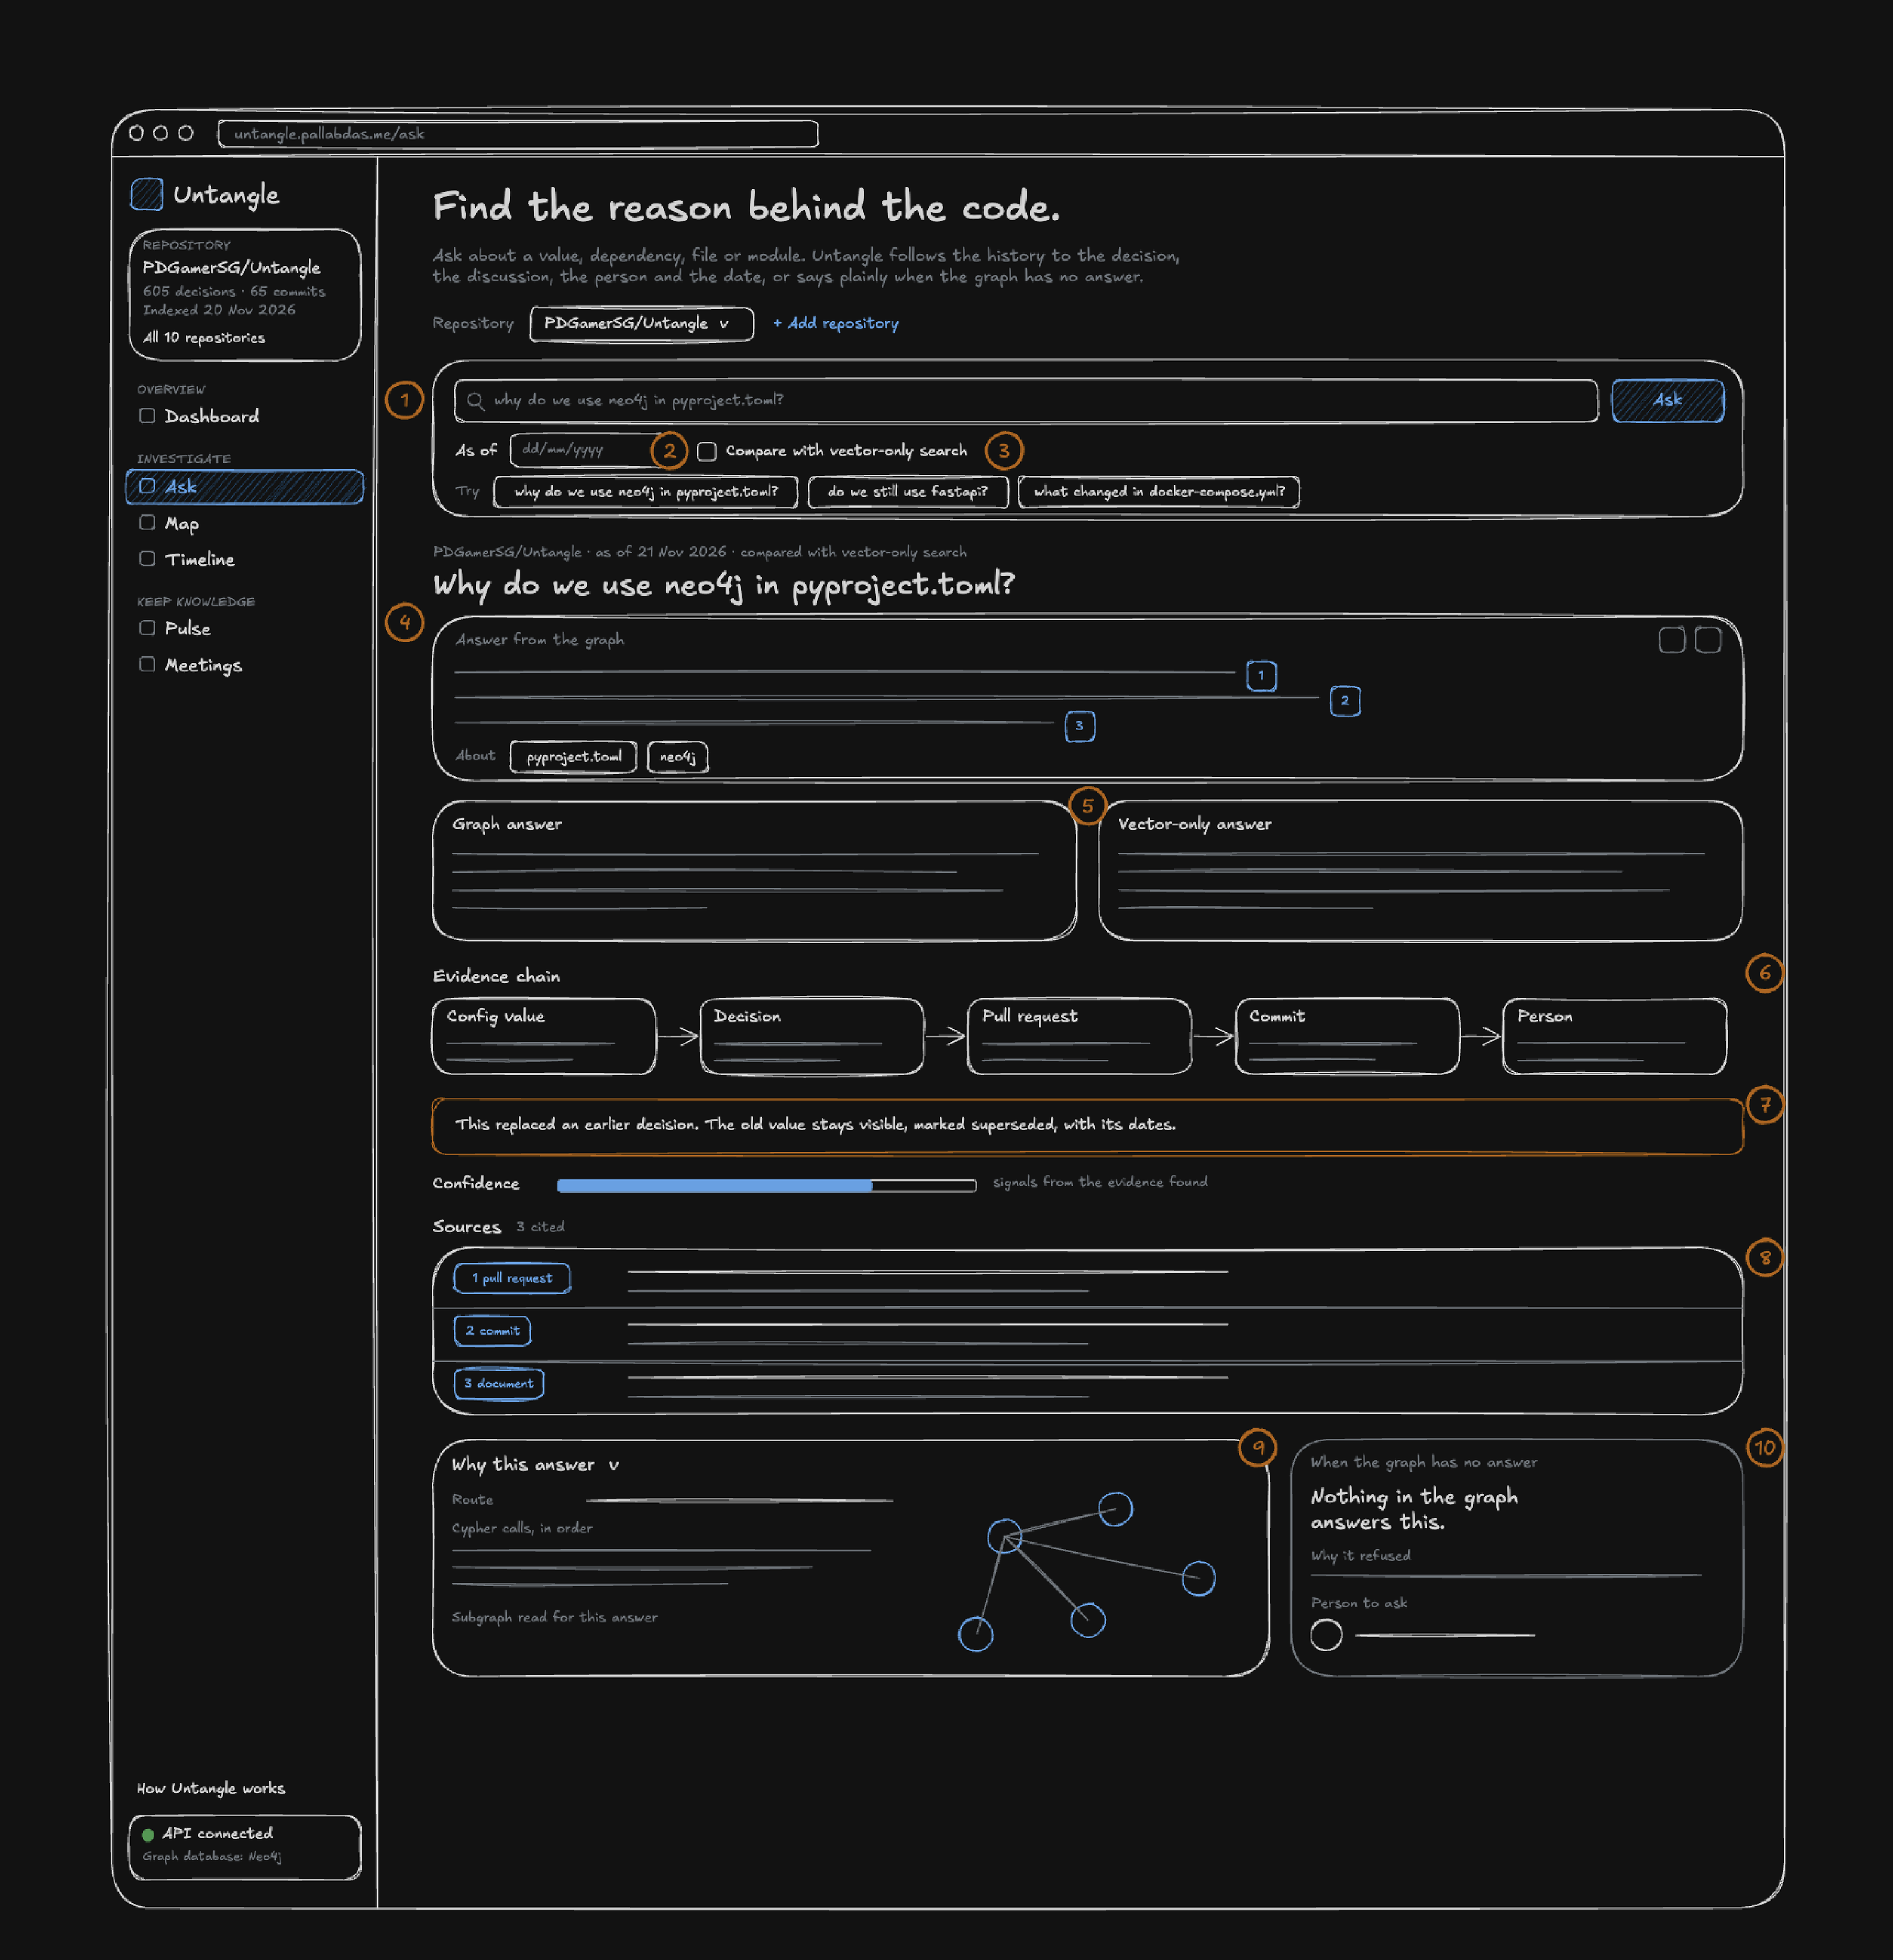 untangle.pallabdas.me/ask
Untangle
REPOSITORY
PDGamerSG/Untangle
605 decisions · 65 commits
Indexed 20 Nov 2026
All 10 repositories
OVERVIEW
Dashboard
INVESTIGATE
Ask
Map
Timeline
KEEP KNOWLEDGE
Pulse
Meetings
How Untangle works
API connected
Graph database: Neo4j
Find the reason behind the code.
Ask about a value, dependency, file or module. Untangle follows the history to the decision,
the discussion, the person and the date, or says plainly when the graph has no answer.
Repository PDGamerSG/Untangle v + Add repository
1 why do we use neo4j in pyproject.toml? Ask
As of dd/mm/yyyy 2 Compare with vector-only search 3
Try why do we use neo4j in pyproject.toml? do we still use fastapi? what changed in docker-compose.yml?
PDGamerSG/Untangle · as of 21 Nov 2026 · compared with vector-only search
Why do we use neo4j in pyproject.toml?
4
Answer from the graph
1
2
3
About pyproject.toml neo4j
5
Graph answer Vector-only answer
Evidence chain 6
Config value Decision Pull request Commit Person
7
This replaced an earlier decision. The old value stays visible, marked superseded, with its dates.
Confidence signals from the evidence found
Sources 3 cited
8
1 pull request
2 commit
3 document
9
Why this answer v
Route
Cypher calls, in order
Subgraph read for this answer
10
When the graph has no answer
Nothing in the graph
answers this.
Why it refused
Person to ask